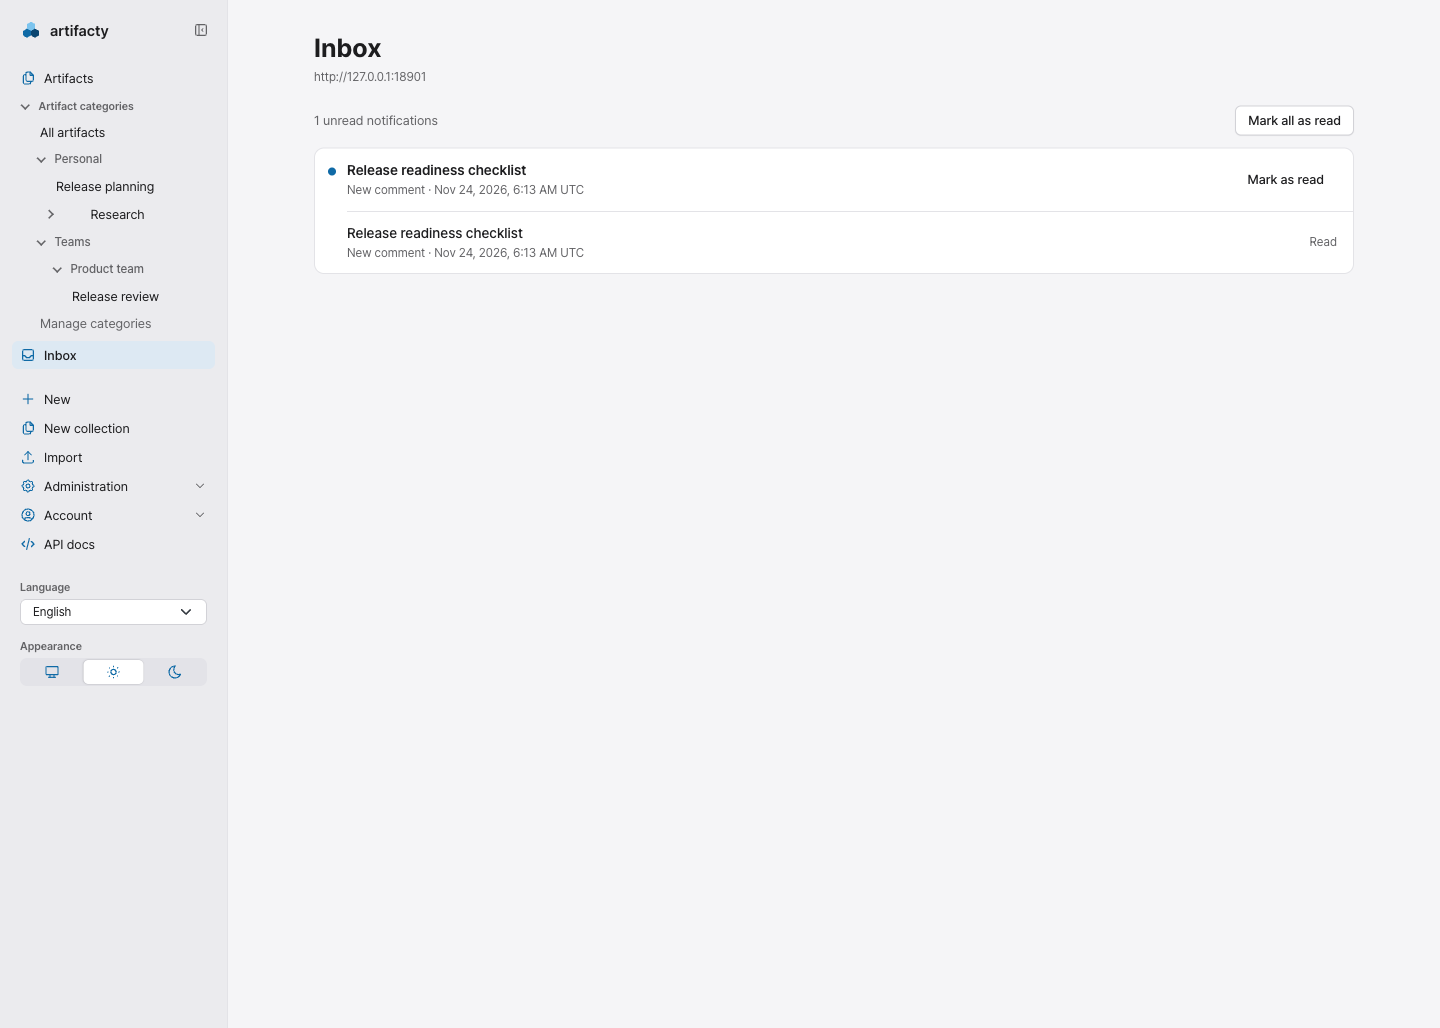 artifacty
Artifacts
Artifact categories
All artifacts
Personal
Release planning
Research
Teams
Product team
Release review
Manage categories
Inbox
New
New collection
Import
Administration
Account
API docs
Language
English
Appearance
Inbox
http://127.0.0.1:18901
1 unread notifications
Mark all as read
Release readiness checklist
New comment · Nov 24, 2026, 6:13 AM UTC
Mark as read
Release readiness checklist
New comment · Nov 24, 2026, 6:13 AM UTC
Read